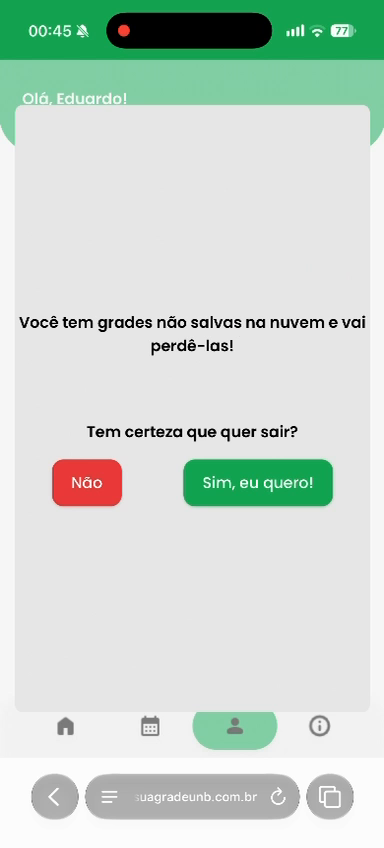 00:45
77
Olá, Eduardo!
Você tem grades não salvas na nuvem e vai
perdê-las!
Tem certeza que quer sair?
Não
Sim, eu quero!
suagradeunb.com.br